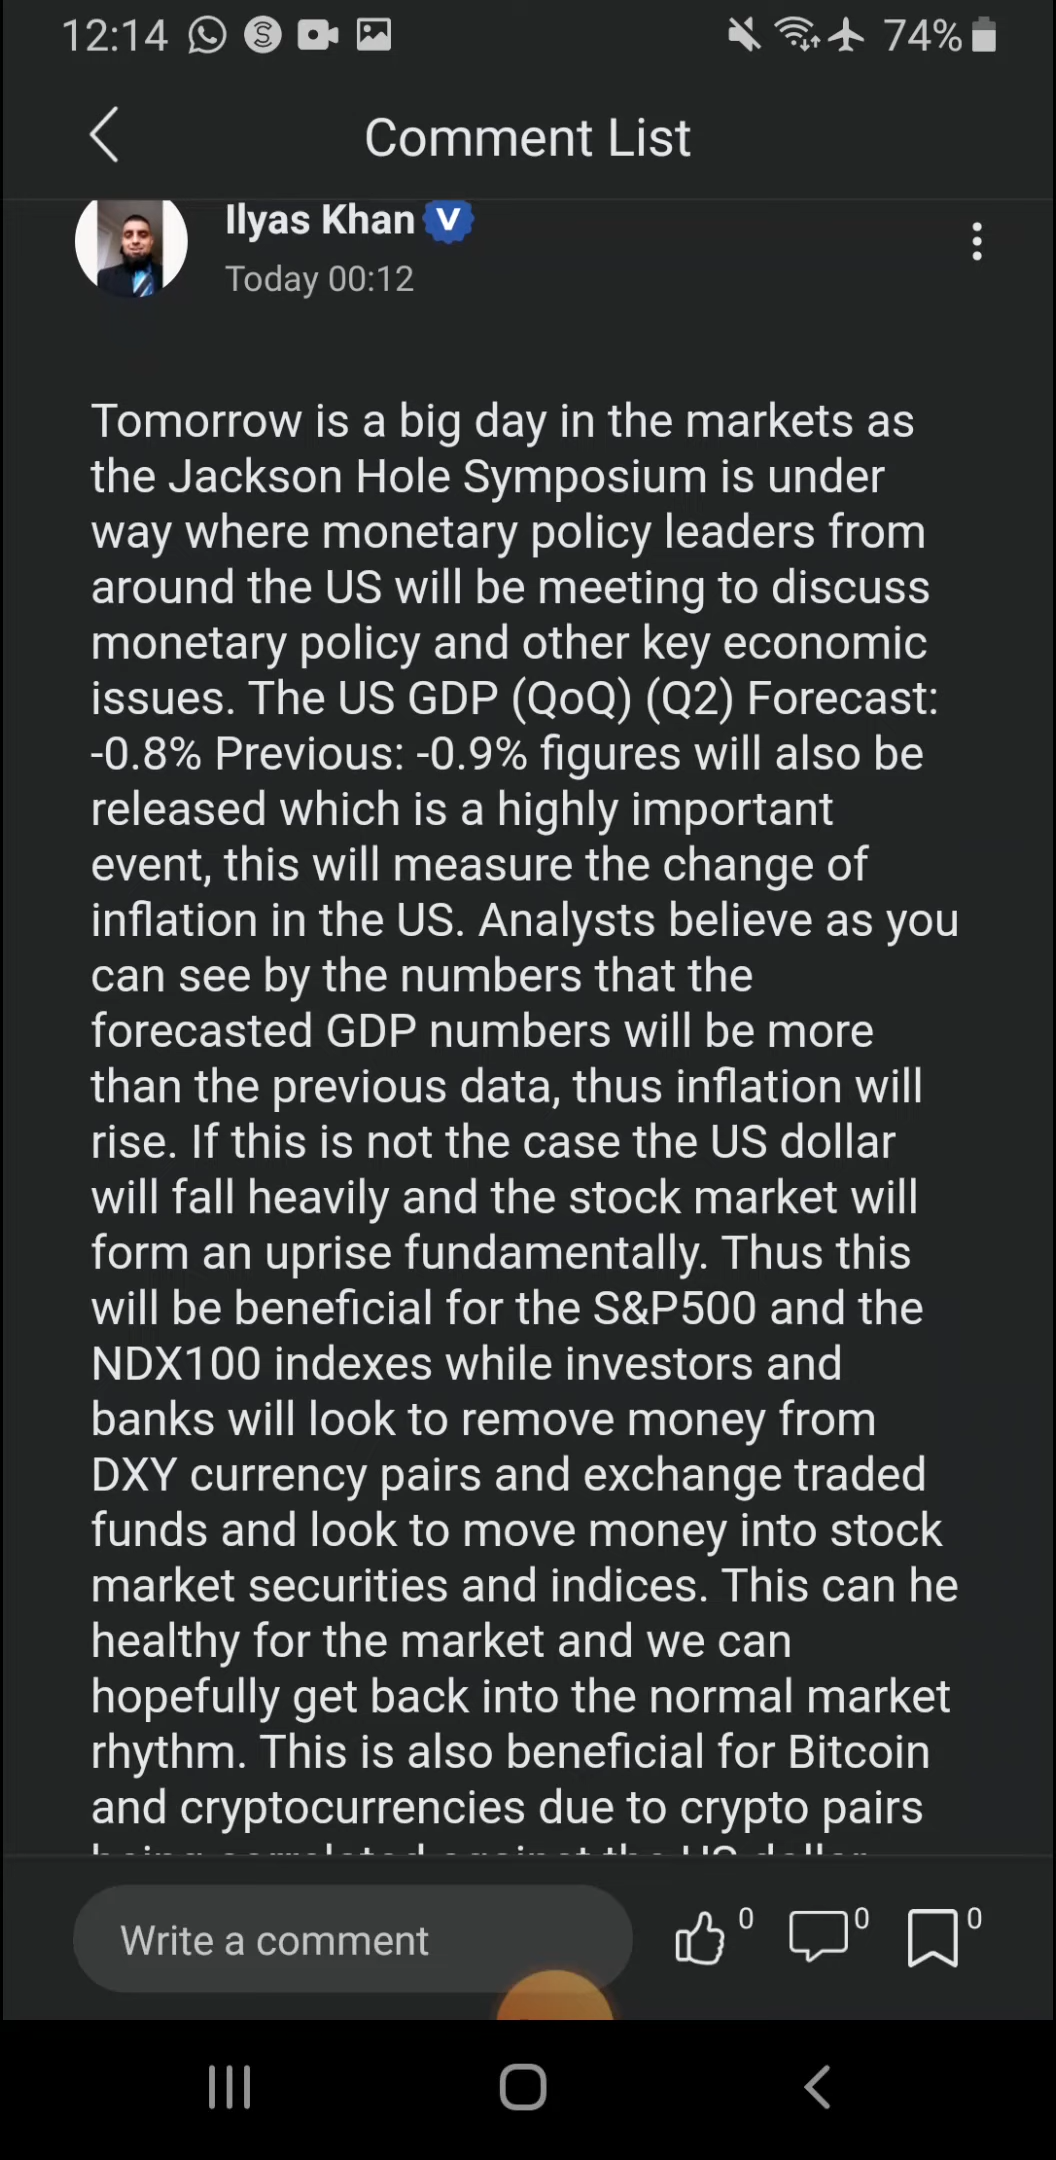 12:14 74%
Comment List
Ilyas Khan V
Today 00:12
Tomorrow is a big day in the markets as
the Jackson Hole Symposium is under
way where monetary policy leaders from
around the US will be meeting to discuss
monetary policy and other key economic
issues. The US GDP (QoQ) (Q2) Forecast:
-0.8% Previous: -0.9% figures will also be
released which is a highly important
event, this will measure the change of
inflation in the US. Analysts believe as you
can see by the numbers that the
forecasted GDP numbers will be more
than the previous data, thus inflation will
rise. If this is not the case the US dollar
will fall heavily and the stock market will
form an uprise fundamentally. Thus this
will be beneficial for the S&P500 and the
NDX100 indexes while investors and
banks will look to remove money from
DXY currency pairs and exchange traded
funds and look to move money into stock
market securities and indices. This can he
healthy for the market and we can
hopefully get back into the normal market
rhythm. This is also beneficial for Bitcoin
and cryptocurrencies due to crypto pairs
being correlated against the US dollar
Write a comment 0 0 0